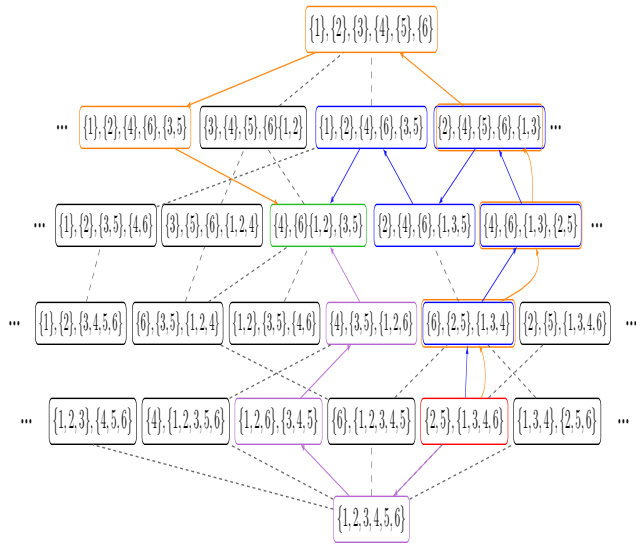 {1}, {2}, {3}, {4}, {5}, {6}
... {1}, {2}, {4}, {6}, {3,5} {3}, {4}, {5}, {6}{1,2} {1}, {2}, {4}, {6}, {3,5} {2}, {4}, {5}, {6}, {1,3} ...
... {1}, {2}, {3,5}, {4,6} {3}, {5}, {6}, {1,2,4} {4}, {6}{1,2}, {3,5} {2}, {4}, {6}, {1,3,5} {4}, {6}, {1,3}, {2,5} ...
... {1}, {2}, {3,4,5,6} {6}, {3,5}, {1,2,4} {1,2}, {3,5}, {4,6} {4}, {3,5}, {1,2,6} {6}, {2,5}, {1,3,4} {2}, {5}, {1,3,4,6} ...
... {1,2,3}, {4,5,6} {4}, {1,2,3,5,6} {1,2,6}, {3,4,5} {6}, {1,2,3,4,5} {2,5}, {1,3,4,6} {1,3,4}, {2,5,6} ...
{1,2,3,4,5,6}